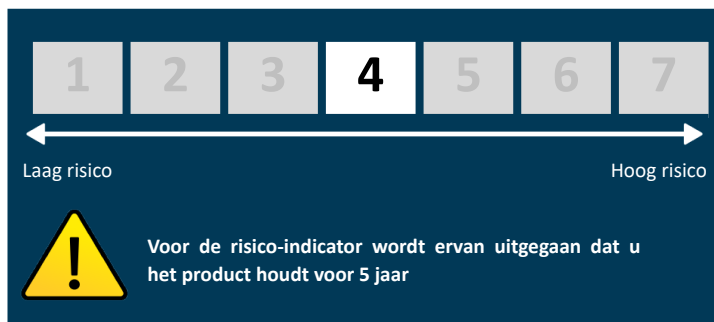 1 2 3 4 5 6 7
Laag risico Hoog risico
Voor de risico-indicator wordt ervan uitgegaan dat u
het product houdt voor 5 jaar